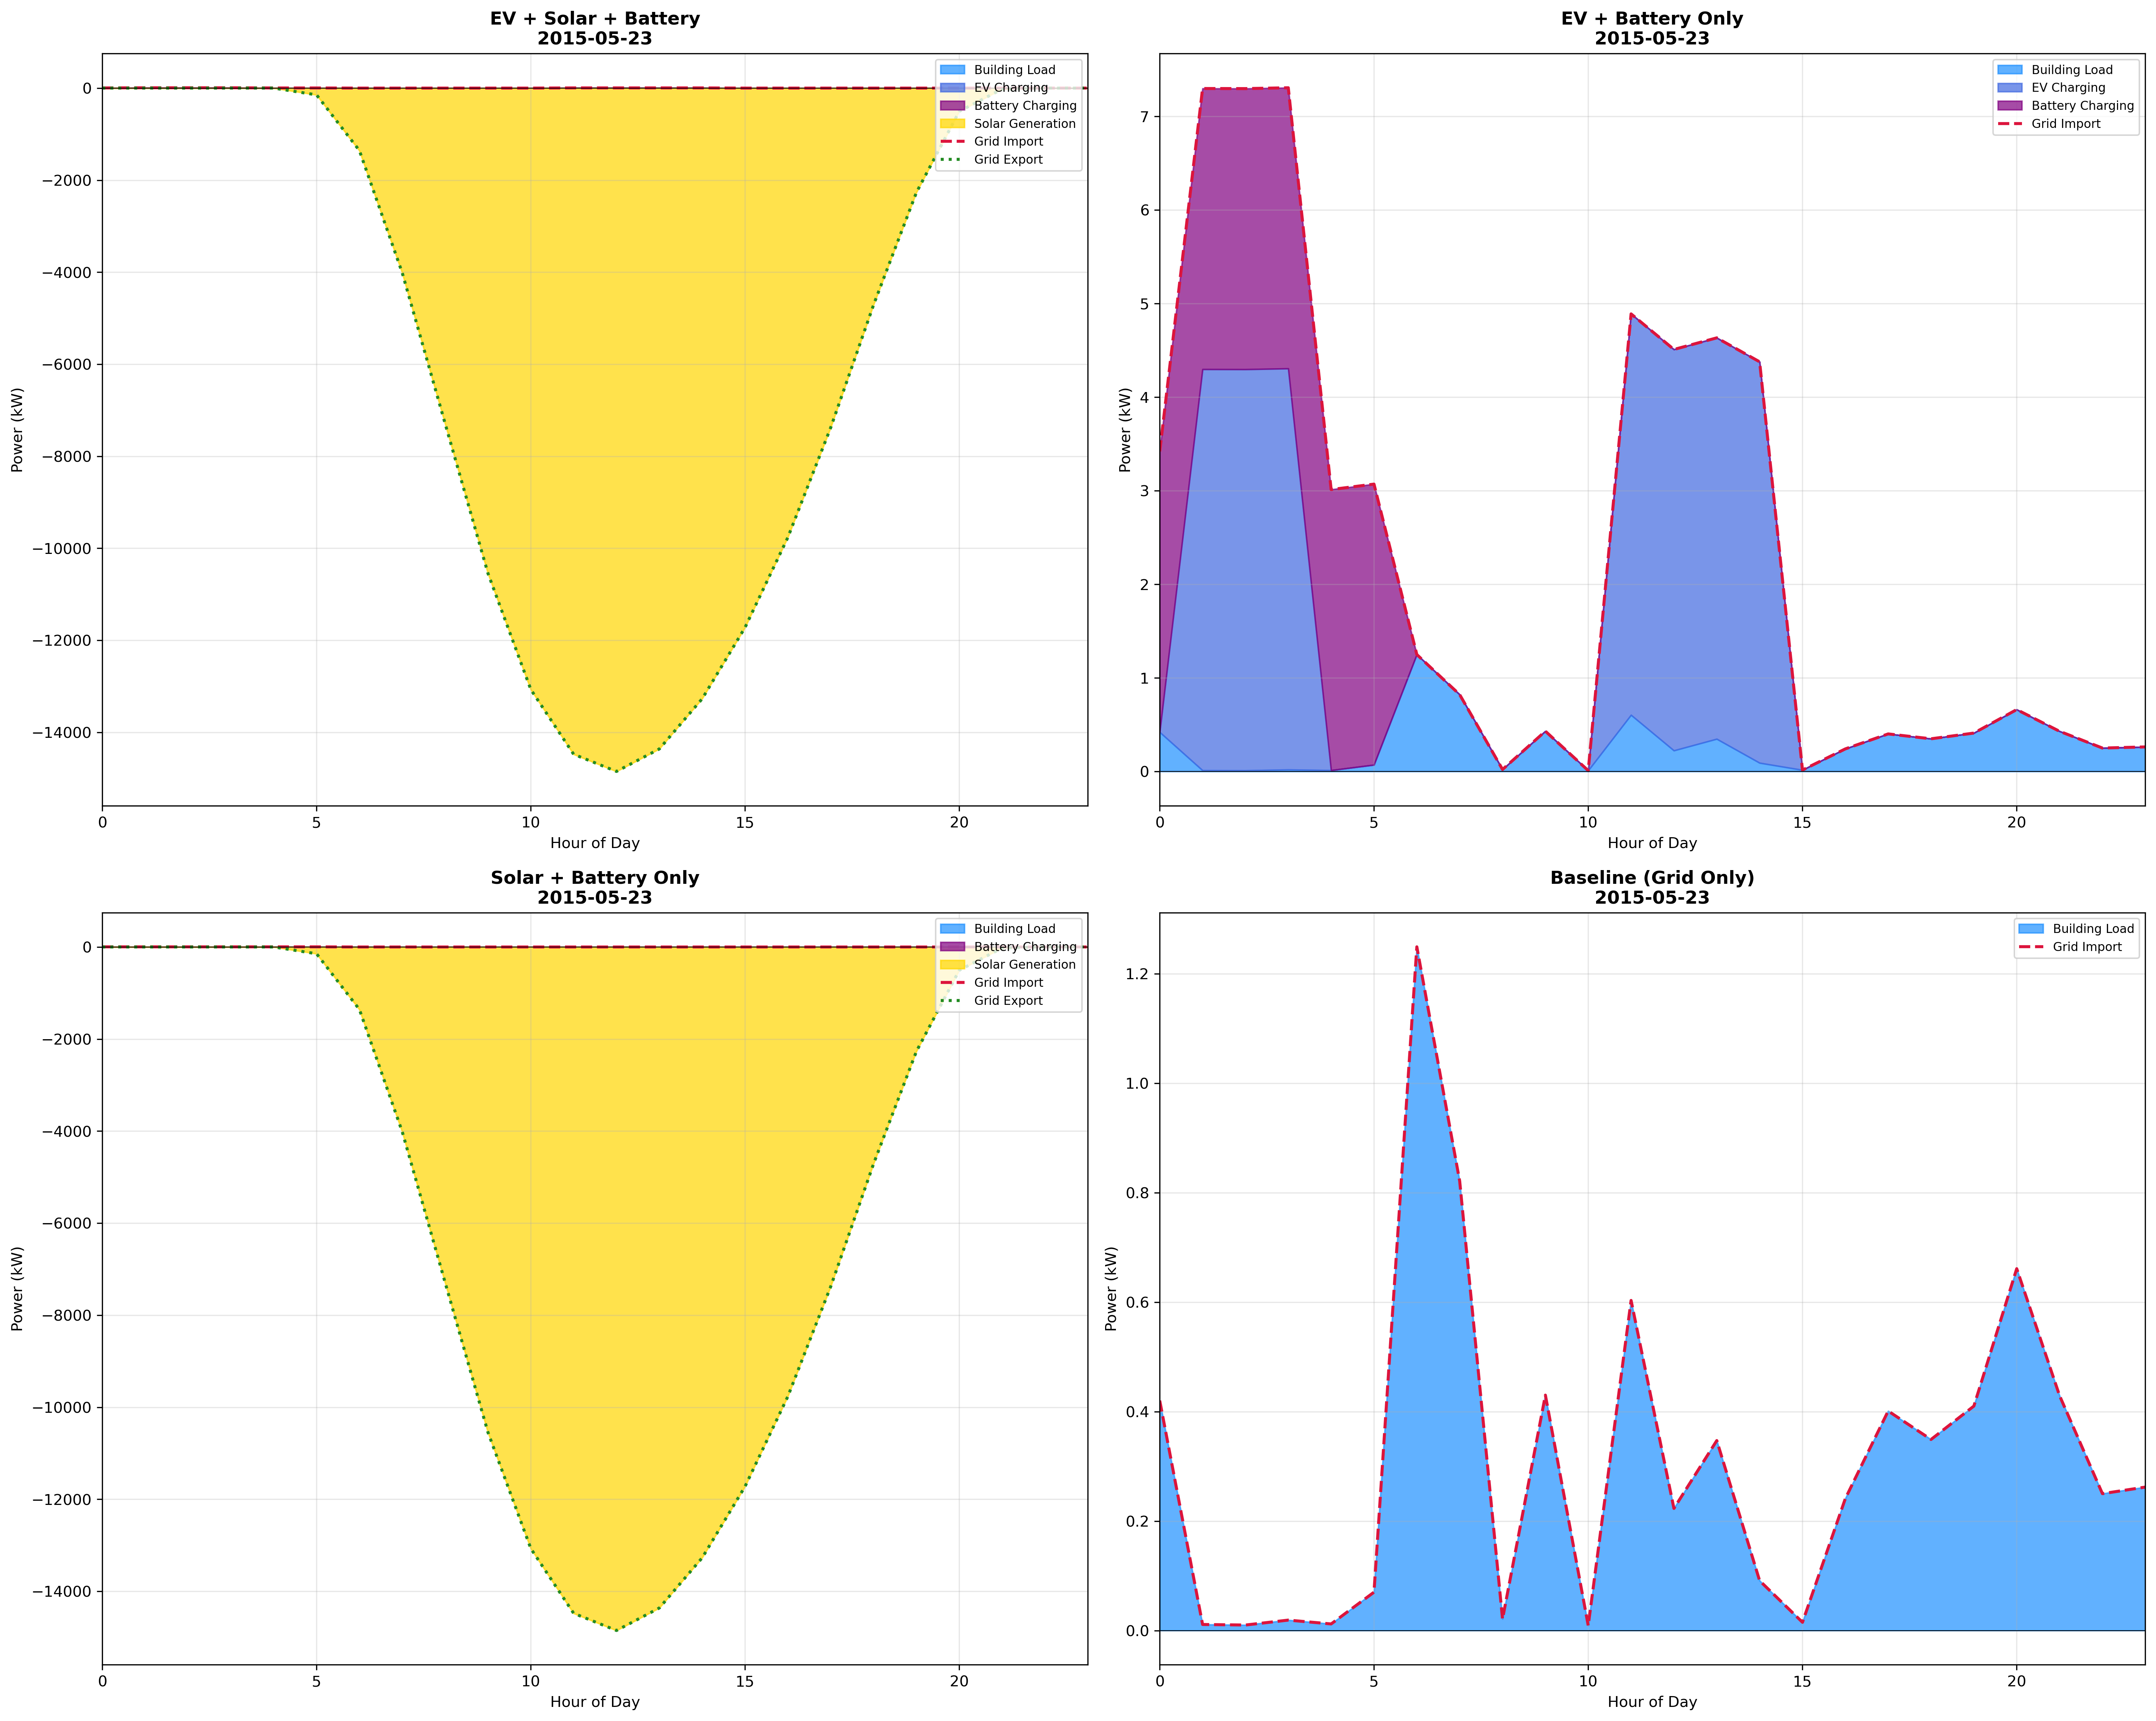 EV + Solar + Battery
2015-05-23
Building Load
EV Charging
Battery Charging
Solar Generation
Grid Import
Grid Export
0
−2000
−4000
−6000
−8000
−10000
−12000
−14000
Power (kW)
0 5 10 15 20
Hour of Day
EV + Battery Only
2015-05-23
Building Load
EV Charging
Battery Charging
Grid Import
7
6
5
4
3
2
1
0
Power (kW)
0 5 10 15 20
Hour of Day
Solar + Battery Only
2015-05-23
Building Load
Battery Charging
Solar Generation
Grid Import
Grid Export
0
−2000
−4000
−6000
−8000
−10000
−12000
−14000
Power (kW)
0 5 10 15 20
Hour of Day
Baseline (Grid Only)
2015-05-23
Building Load
Grid Import
1.2
1.0
0.8
0.6
0.4
0.2
0.0
Power (kW)
0 5 10 15 20
Hour of Day